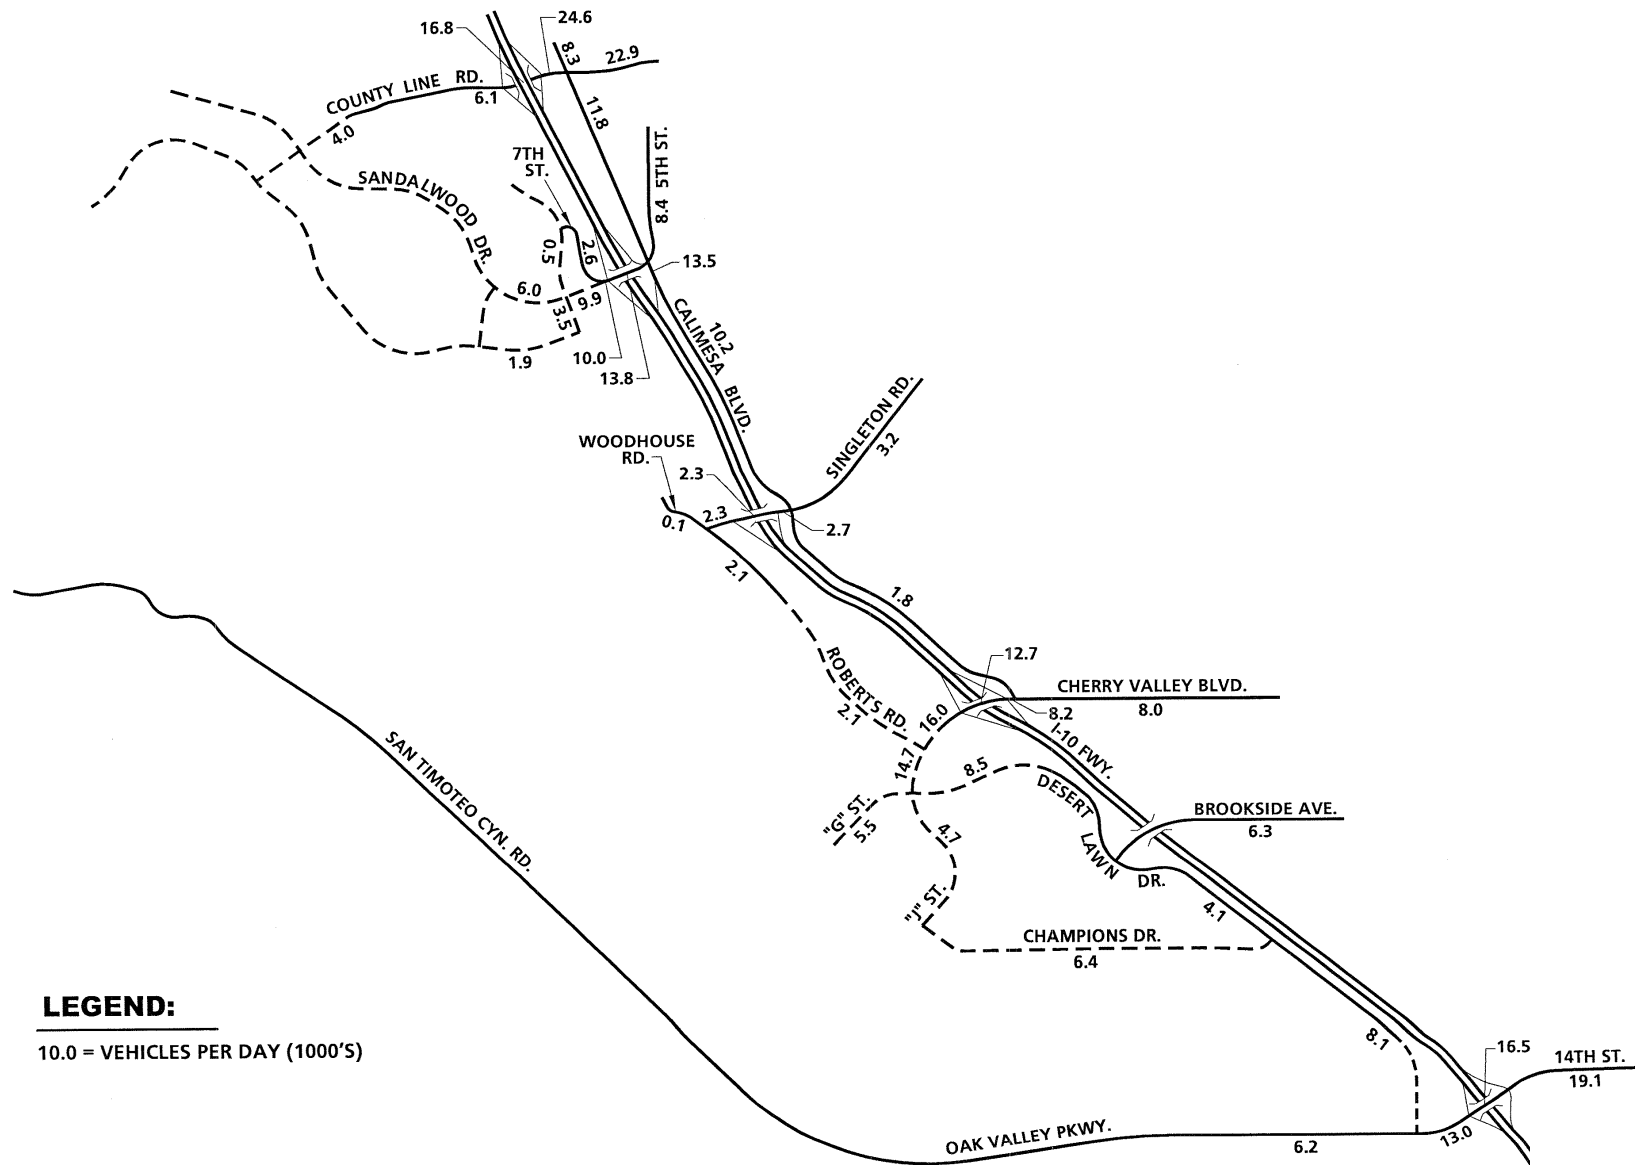 24.6
16.8
8.3
22.9
COUNTY LINE RD.
6.1
11.8
4.0
7TH
ST.
5TH ST.
8.4
SANDALWOOD DR.
0.5
2.6
13.5
6.0
9.9
3.5
10.2
CALIMESA BLVD.
1.9
10.0
13.8
SINGLETON RD.
3.2
WOODHOUSE
RD.
2.3
2.3
0.1
2.7
2.1
1.8
12.7
ROBERTS RD.
2.1
CHERRY VALLEY BLVD.
8.0
8.2
16.0
I-10 FWY.
14.7
8.5
SAN TIMOTEO CYN. RD.
"G" ST.
5.5
DESERT LAWN DR.
BROOKSIDE AVE.
6.3
4.7
"J" ST.
4.1
CHAMPIONS DR.
6.4
LEGEND:
10.0 = VEHICLES PER DAY (1000'S)
8.1
16.5
14TH ST.
19.1
OAK VALLEY PKWY.
6.2
13.0